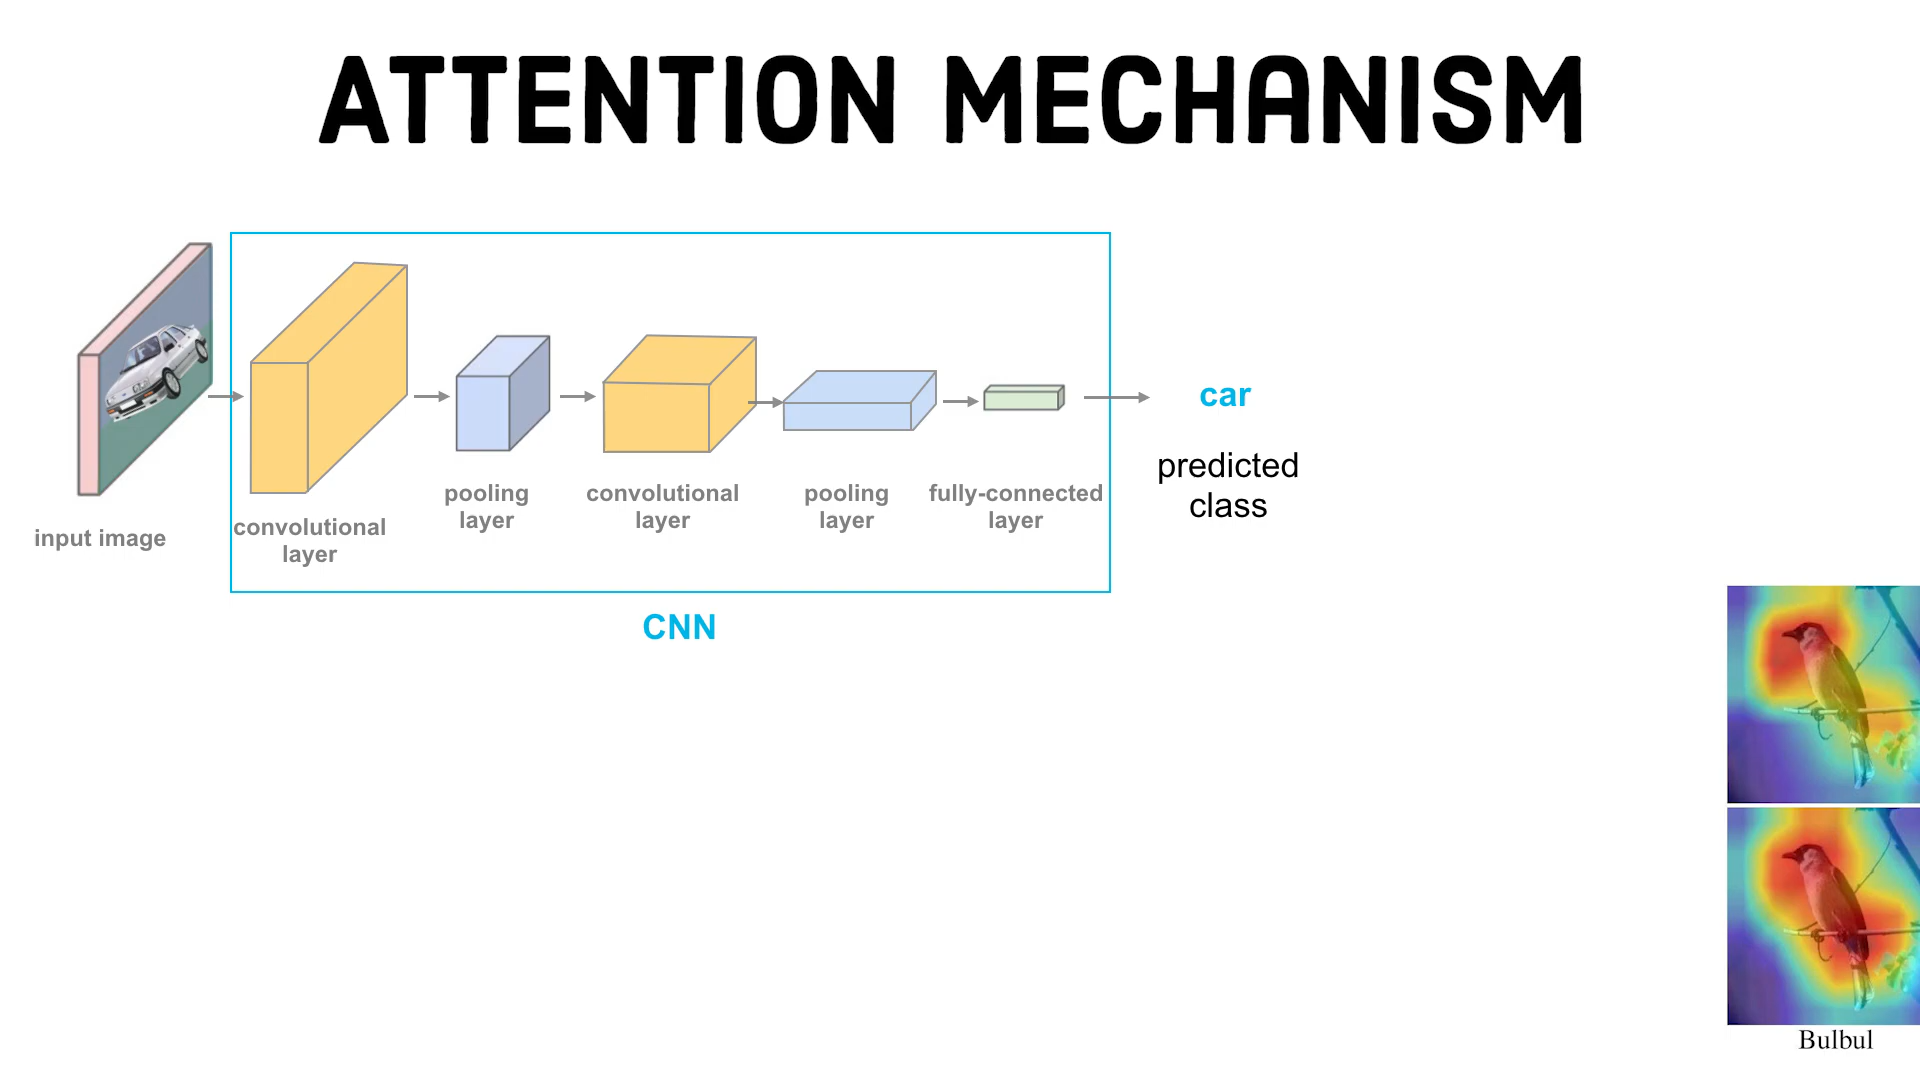 ATTENTION MECHANISM
input image
convolutional
layer
pooling
layer
convolutional
layer
pooling
layer
fully-connected
layer
car
predicted
class
CNN
Bulbul